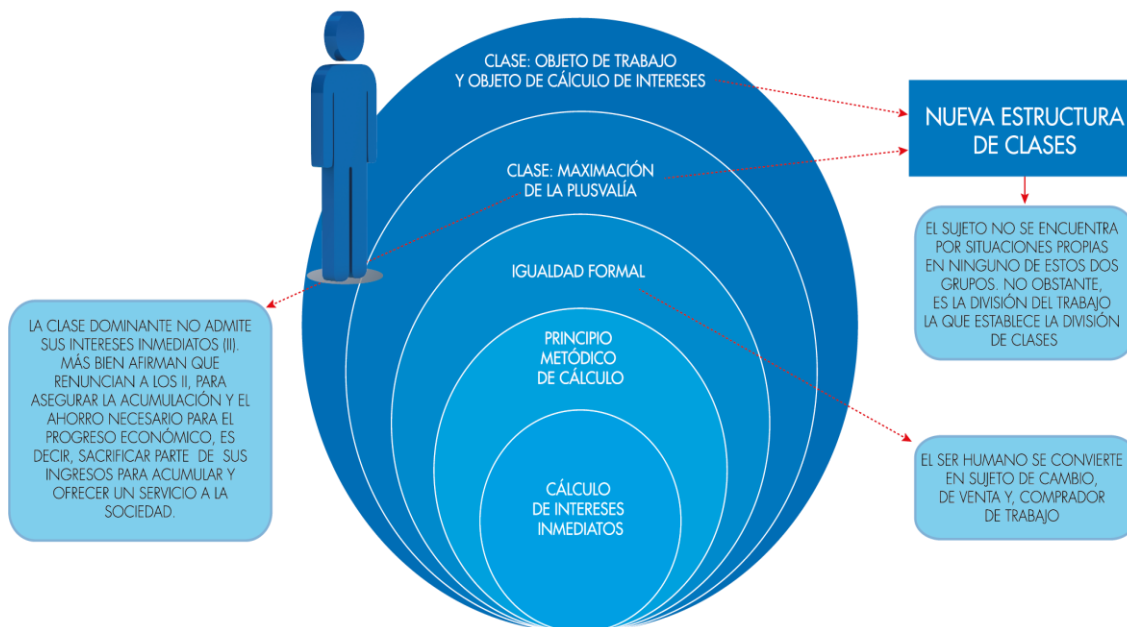 CLASE: OBJETO DE TRABAJO
Y OBJETO DE CÁLCULO DE INTERESES
CLASE: MAXIMACIÓN
DE LA PLUSVALÍA
IGUALDAD FORMAL
PRINCIPIO
METÓDICO
DE CÁLCULO
CÁLCULO
DE INTERESES
INMEDIATOS
NUEVA ESTRUCTURA
DE CLASES
EL SUJETO NO SE ENCUENTRA
POR SITUACIONES PROPIAS
EN NINGUNO DE ESTOS DOS
GRUPOS. NO OBSTANTE,
ES LA DIVISIÓN DEL TRABAJO
LA QUE ESTABLECE LA DIVISIÓN
DE CLASES
LA CLASE DOMINANTE NO ADMITE
SUS INTERESES INMEDIATOS (II).
MÁS BIEN AFIRMAN QUE
RENUNCIAN A LOS II, PARA
ASEGURAR LA ACUMULACIÓN Y EL
AHORRO NECESARIO PARA EL
PROGRESO ECONÓMICO, ES
DECIR, SACRIFICAR PARTE DE SUS
INGRESOS PARA ACUMULAR Y
OFRECER UN SERVICIO A LA
SOCIEDAD.
EL SER HUMANO SE CONVIERTE
EN SUJETO DE CAMBIO,
DE VENTA Y, COMPRADOR
DE TRABAJO